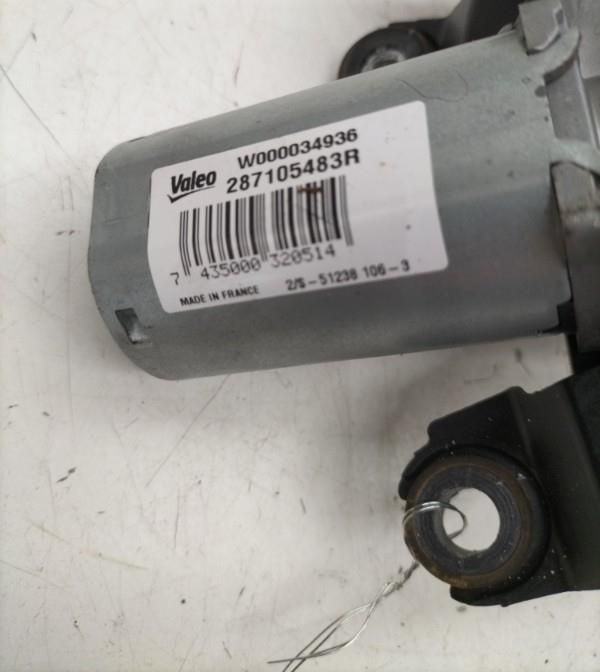 W000034936
Valeo 287105483R
7 435000 320514
MADE IN FRANCE 2/S-51238 106-3